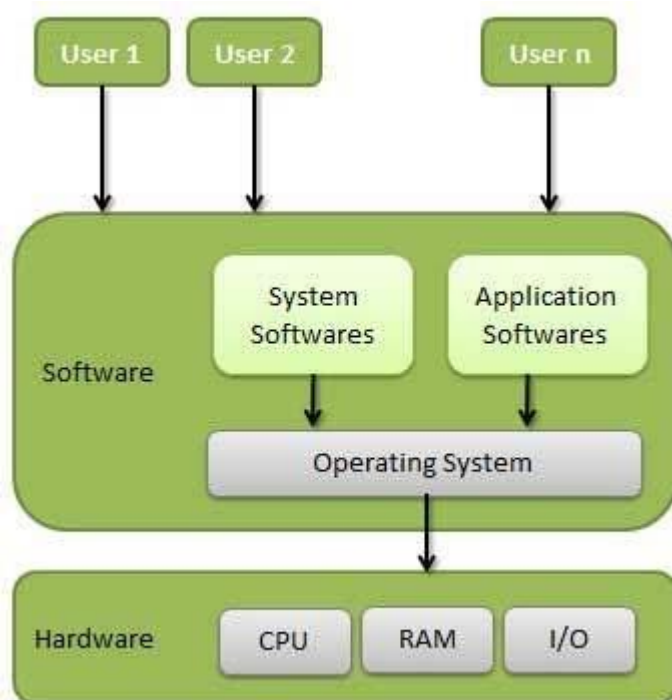 User 1
User 2
User n
System
Softwares
Application
Softwares
Software
Operating System
Hardware
CPU
RAM
I/O